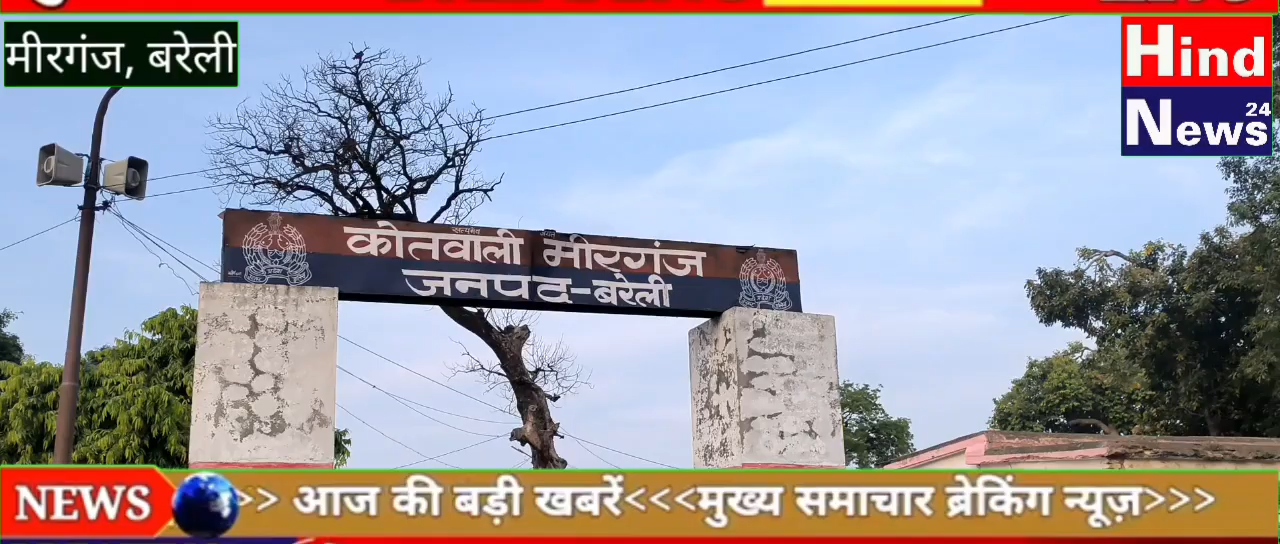 मीरगंज, बरेली
Hind
News 24
कोतवाली मीरगंज
जनपद-बरेली
NEWS >> आज की बड़ी खबरें<<<मुख्य समाचार ब्रेकिंग न्यूज़>>>